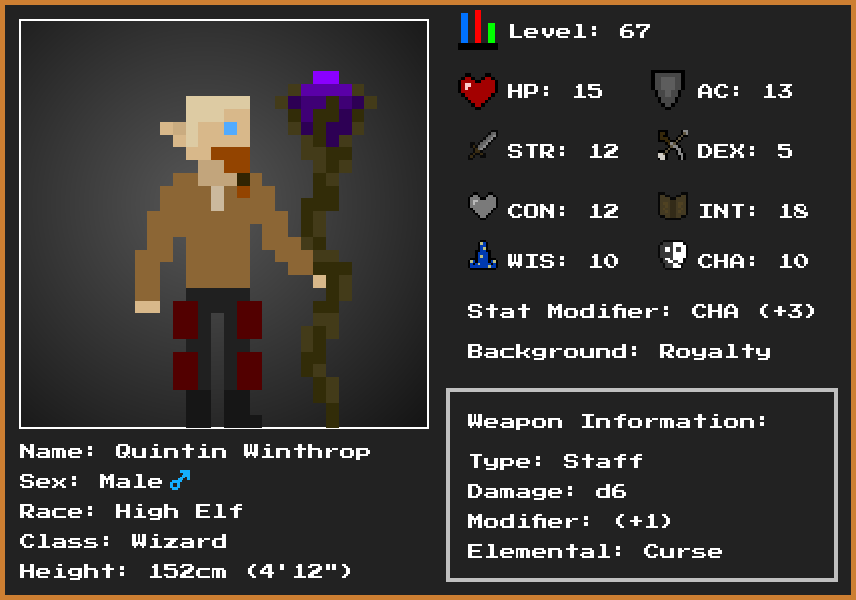 Level: 67
HP: 15
AC: 13
STR: 12
DEX: 5
CON: 12
INT: 18
WIS: 10
CHA: 10
Stat Modifier: CHA (+3)
Background: Royalty
Weapon Information:
Type: Staff
Damage: d6
Modifier: (+1)
Elemental: Curse
Name: Quintin Winthrop
Sex: Male♂
Race: High Elf
Class: Wizard
Height: 152cm (4'12")